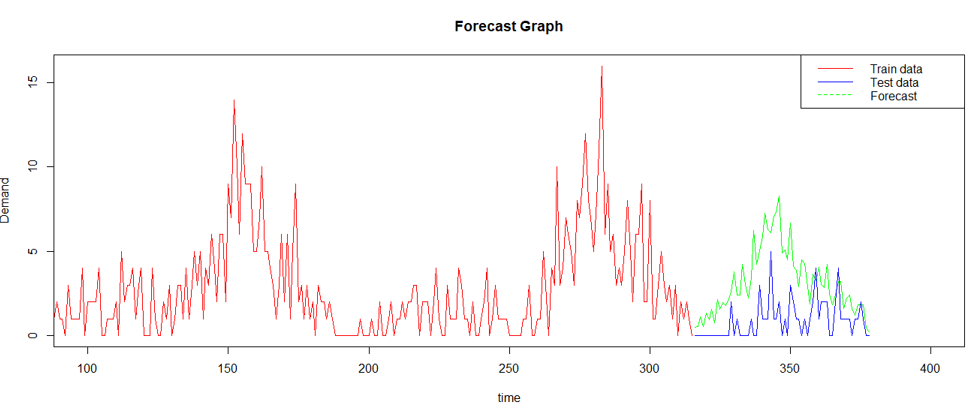 Forecast Graph
Train data
Test data
Forecast
15
10
5
0
Demand
100 150 200 250 300 350 400
time